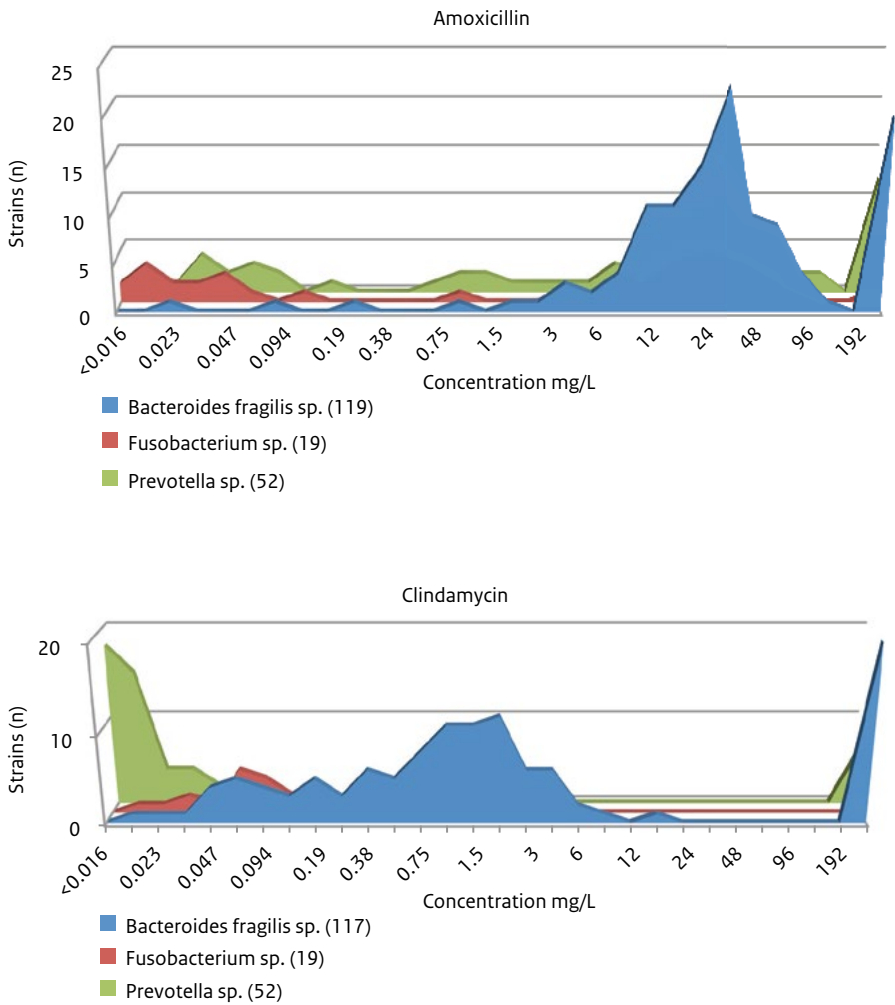 Amoxicillin
Strains (n)
25
20
15
10
5
0
<0.016 0.023 0.047 0.094 0.19 0.38 0.75 1.5 3 6 12 24 48 96 192
Concentration mg/L
Bacteroides fragilis sp. (119)
Fusobacterium sp. (19)
Prevotella sp. (52)
Clindamycin
Strains (n)
20
10
0
<0.016 0.023 0.047 0.094 0.19 0.38 0.75 1.5 3 6 12 24 48 96 192
Concentration mg/L
Bacteroides fragilis sp. (117)
Fusobacterium sp. (19)
Prevotella sp. (52)